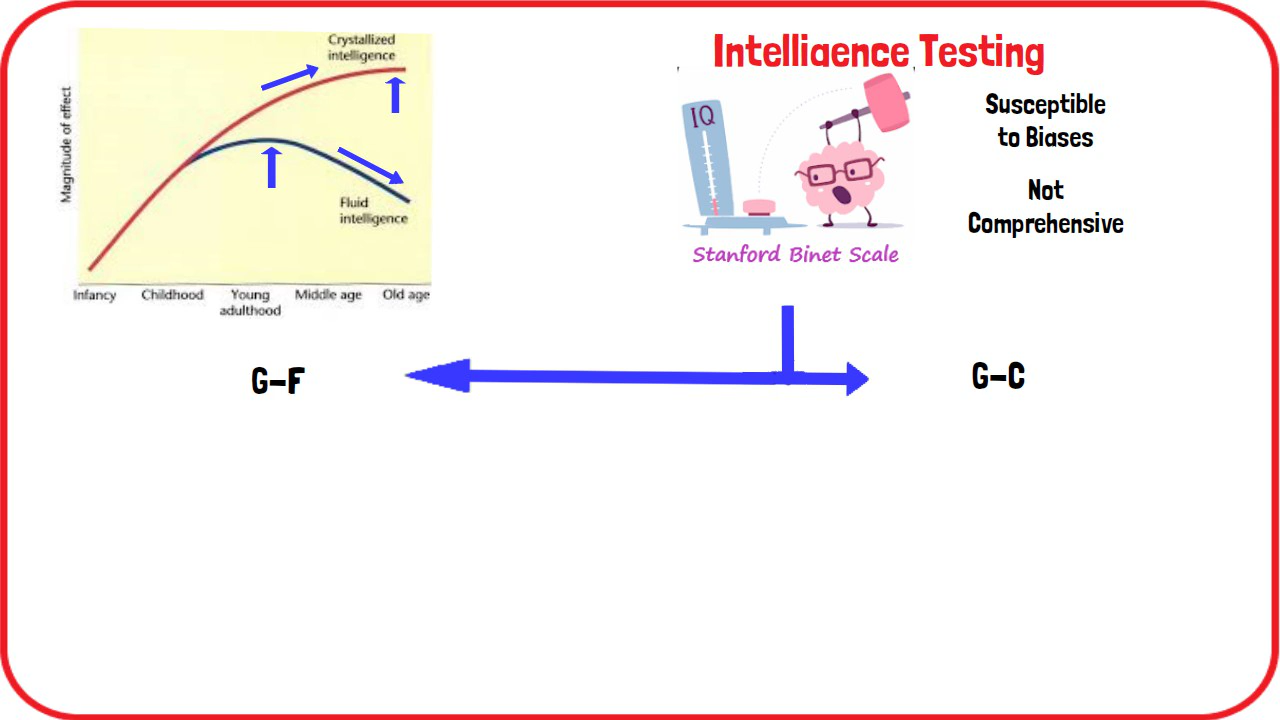 Crystallized
intelligence
Magnitude of effect
Fluid
intelligence
Infancy Childhood Young adulthood Middle age Old age
Intelligence Testing
IQ
Stanford Binet Scale
Susceptible
to Biases
Not
Comprehensive
G-F
G-C